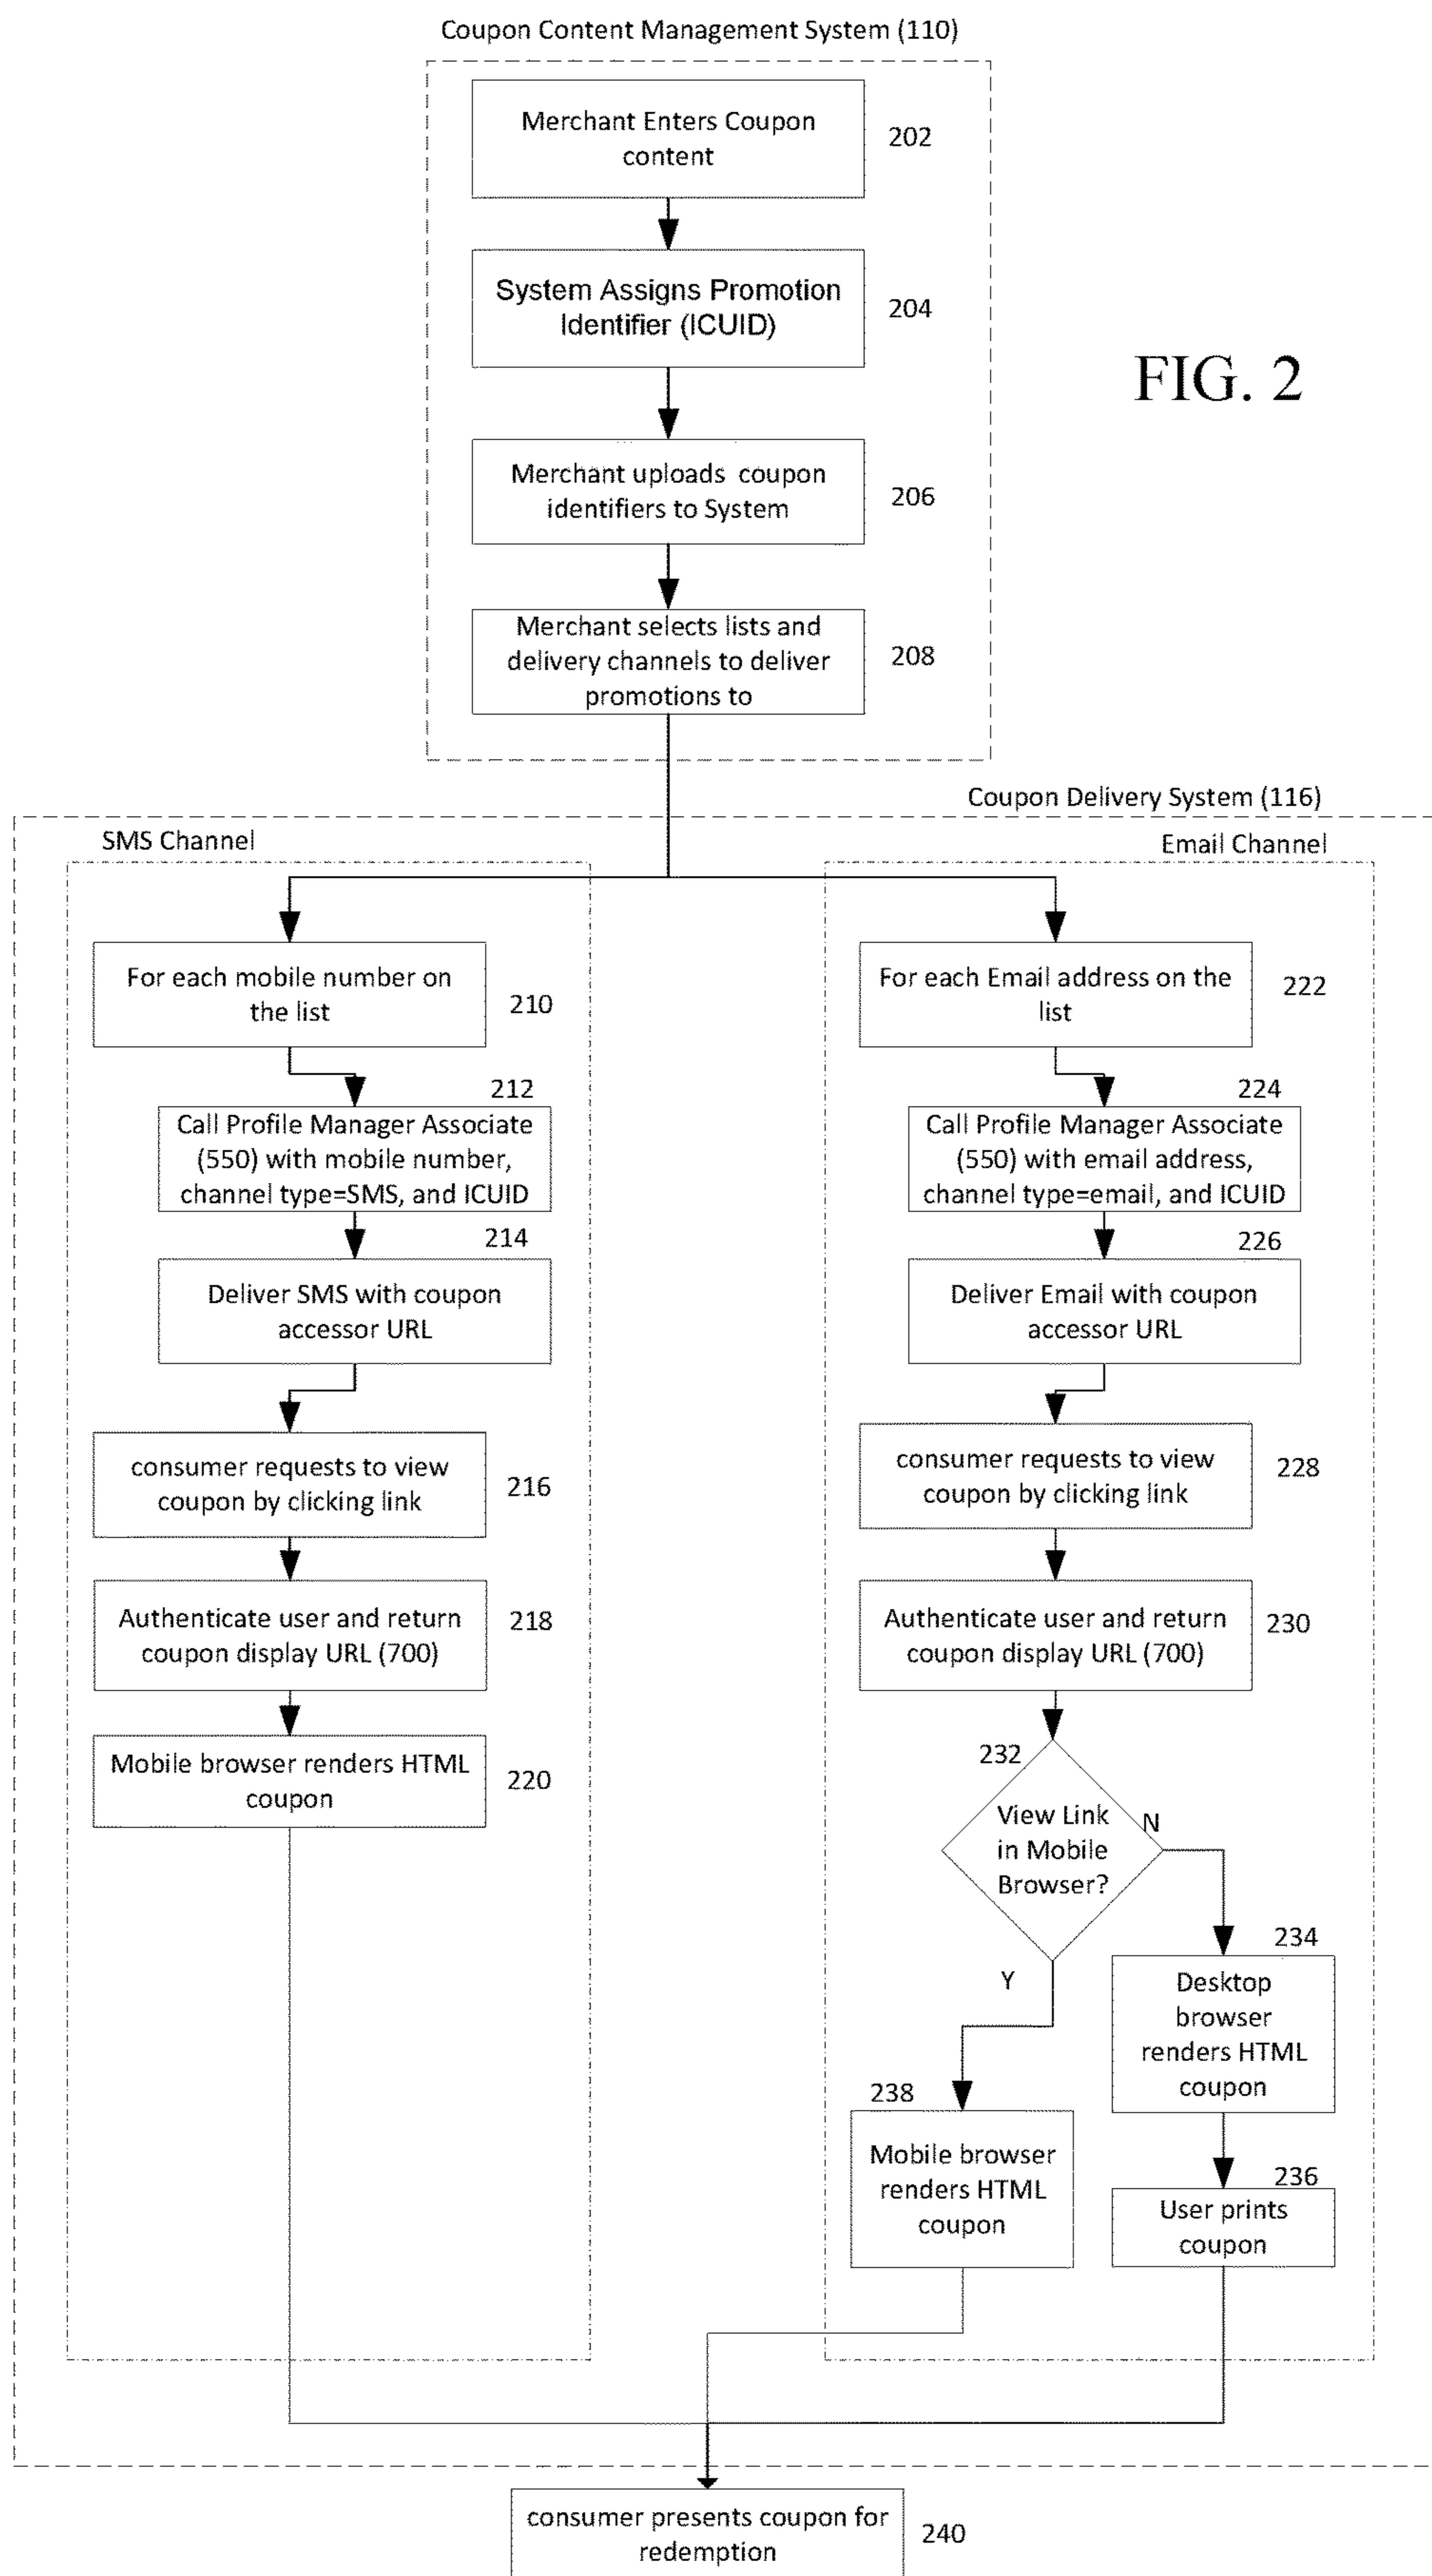 Coupon Content Management System (110)
Merchant Enters Coupon
content
202
System Assigns Promotion
Identifier (ICUID)
204
FIG. 2
Merchant uploads coupon
identifiers to System
206
Merchant selects lists and
delivery channels to deliver
promotions to
208
Coupon Delivery System (116)
SMS Channel
For each mobile number on
the list
210
212
Call Profile Manager Associate
(550) with mobile number,
channel type=SMS, and ICUID
214
Deliver SMS with coupon
accessor URL
consumer requests to view
coupon by clicking link
216
Authenticate user and return
coupon display URL (700)
218
Mobile browser renders HTML
coupon
220
Email Channel
For each Email address on the
list
222
224
Call Profile Manager Associate
(550) with email address,
channel type=email, and ICUID
226
Deliver Email with coupon
accessor URL
consumer requests to view
coupon by clicking link
228
Authenticate user and return
coupon display URL (700)
230
232
View Link
in Mobile
Browser?
N
Y
234
Desktop
browser
renders HTML
coupon
238
Mobile browser
renders HTML
coupon
236
User prints
coupon
consumer presents coupon for
redemption
240